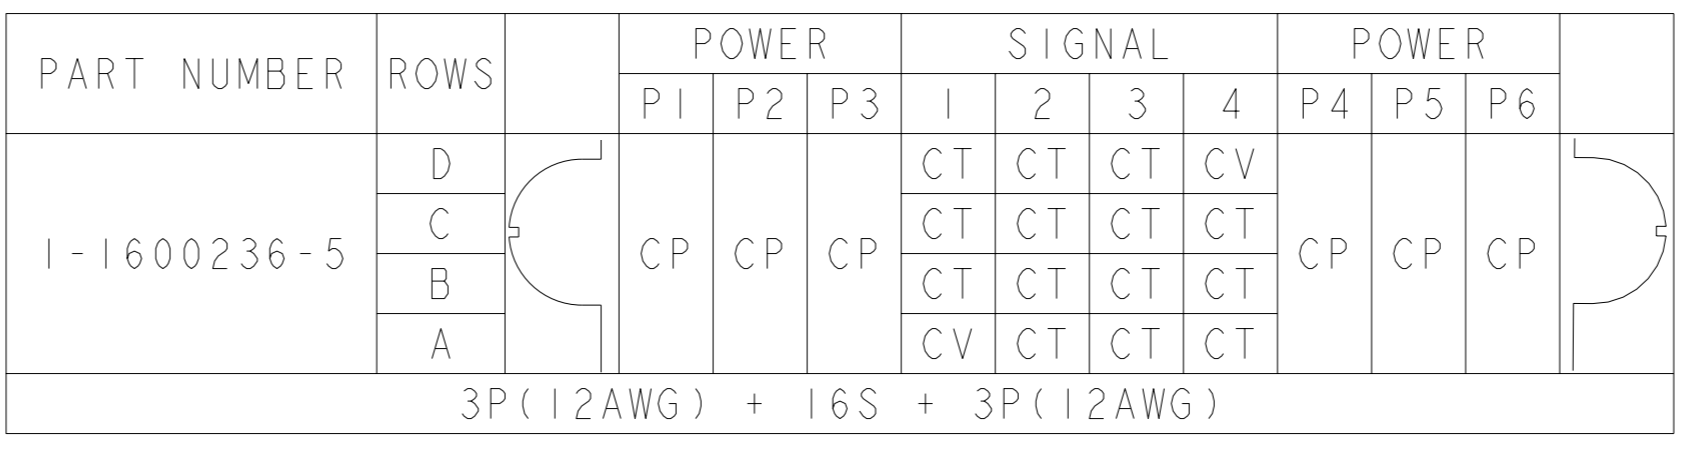 PART NUMBER ROWS POWER SIGNAL POWER
P1 P2 P3 1 2 3 4 P4 P5 P6
D CT CT CT CV
C CT CT CT CT
1-1600236-5 CP CP CP CP CP CP
B CT CT CT CT
A CV CT CT CT
3P(12AWG) + 16S + 3P(12AWG)